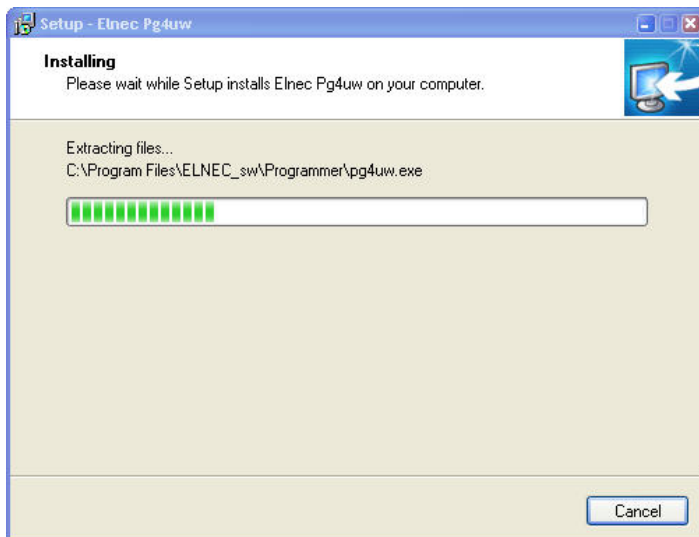 Setup - Elnec Pg4uw
Installing
Please wait while Setup installs Elnec Pg4uw on your computer.
Extracting files...
C:\Program Files\ELNEC_sw\Programmer\pg4uw.exe
Cancel